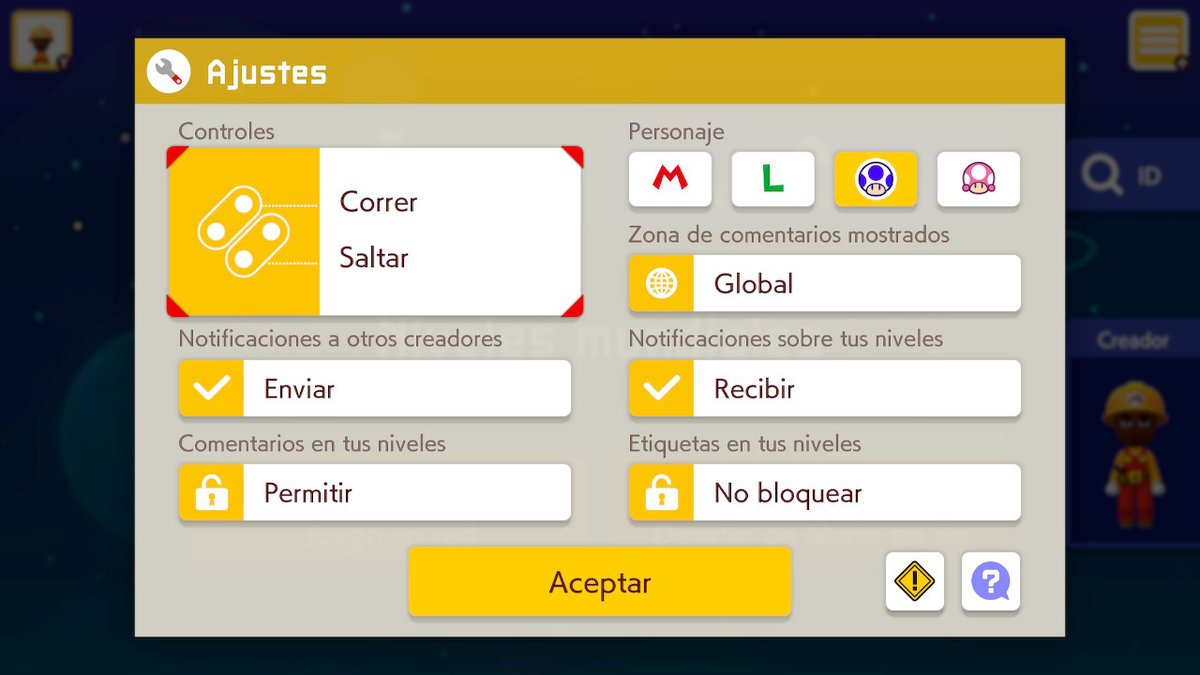 Ajustes
Controles
Correr
Saltar
Personaje
M
L
Zona de comentarios mostrados
Global
Notificaciones a otros creadores
Enviar
Notificaciones sobre tus niveles
Recibir
Comentarios en tus niveles
Permitir
Etiquetas en tus niveles
No bloquear
Aceptar
!
?
ID
Creador